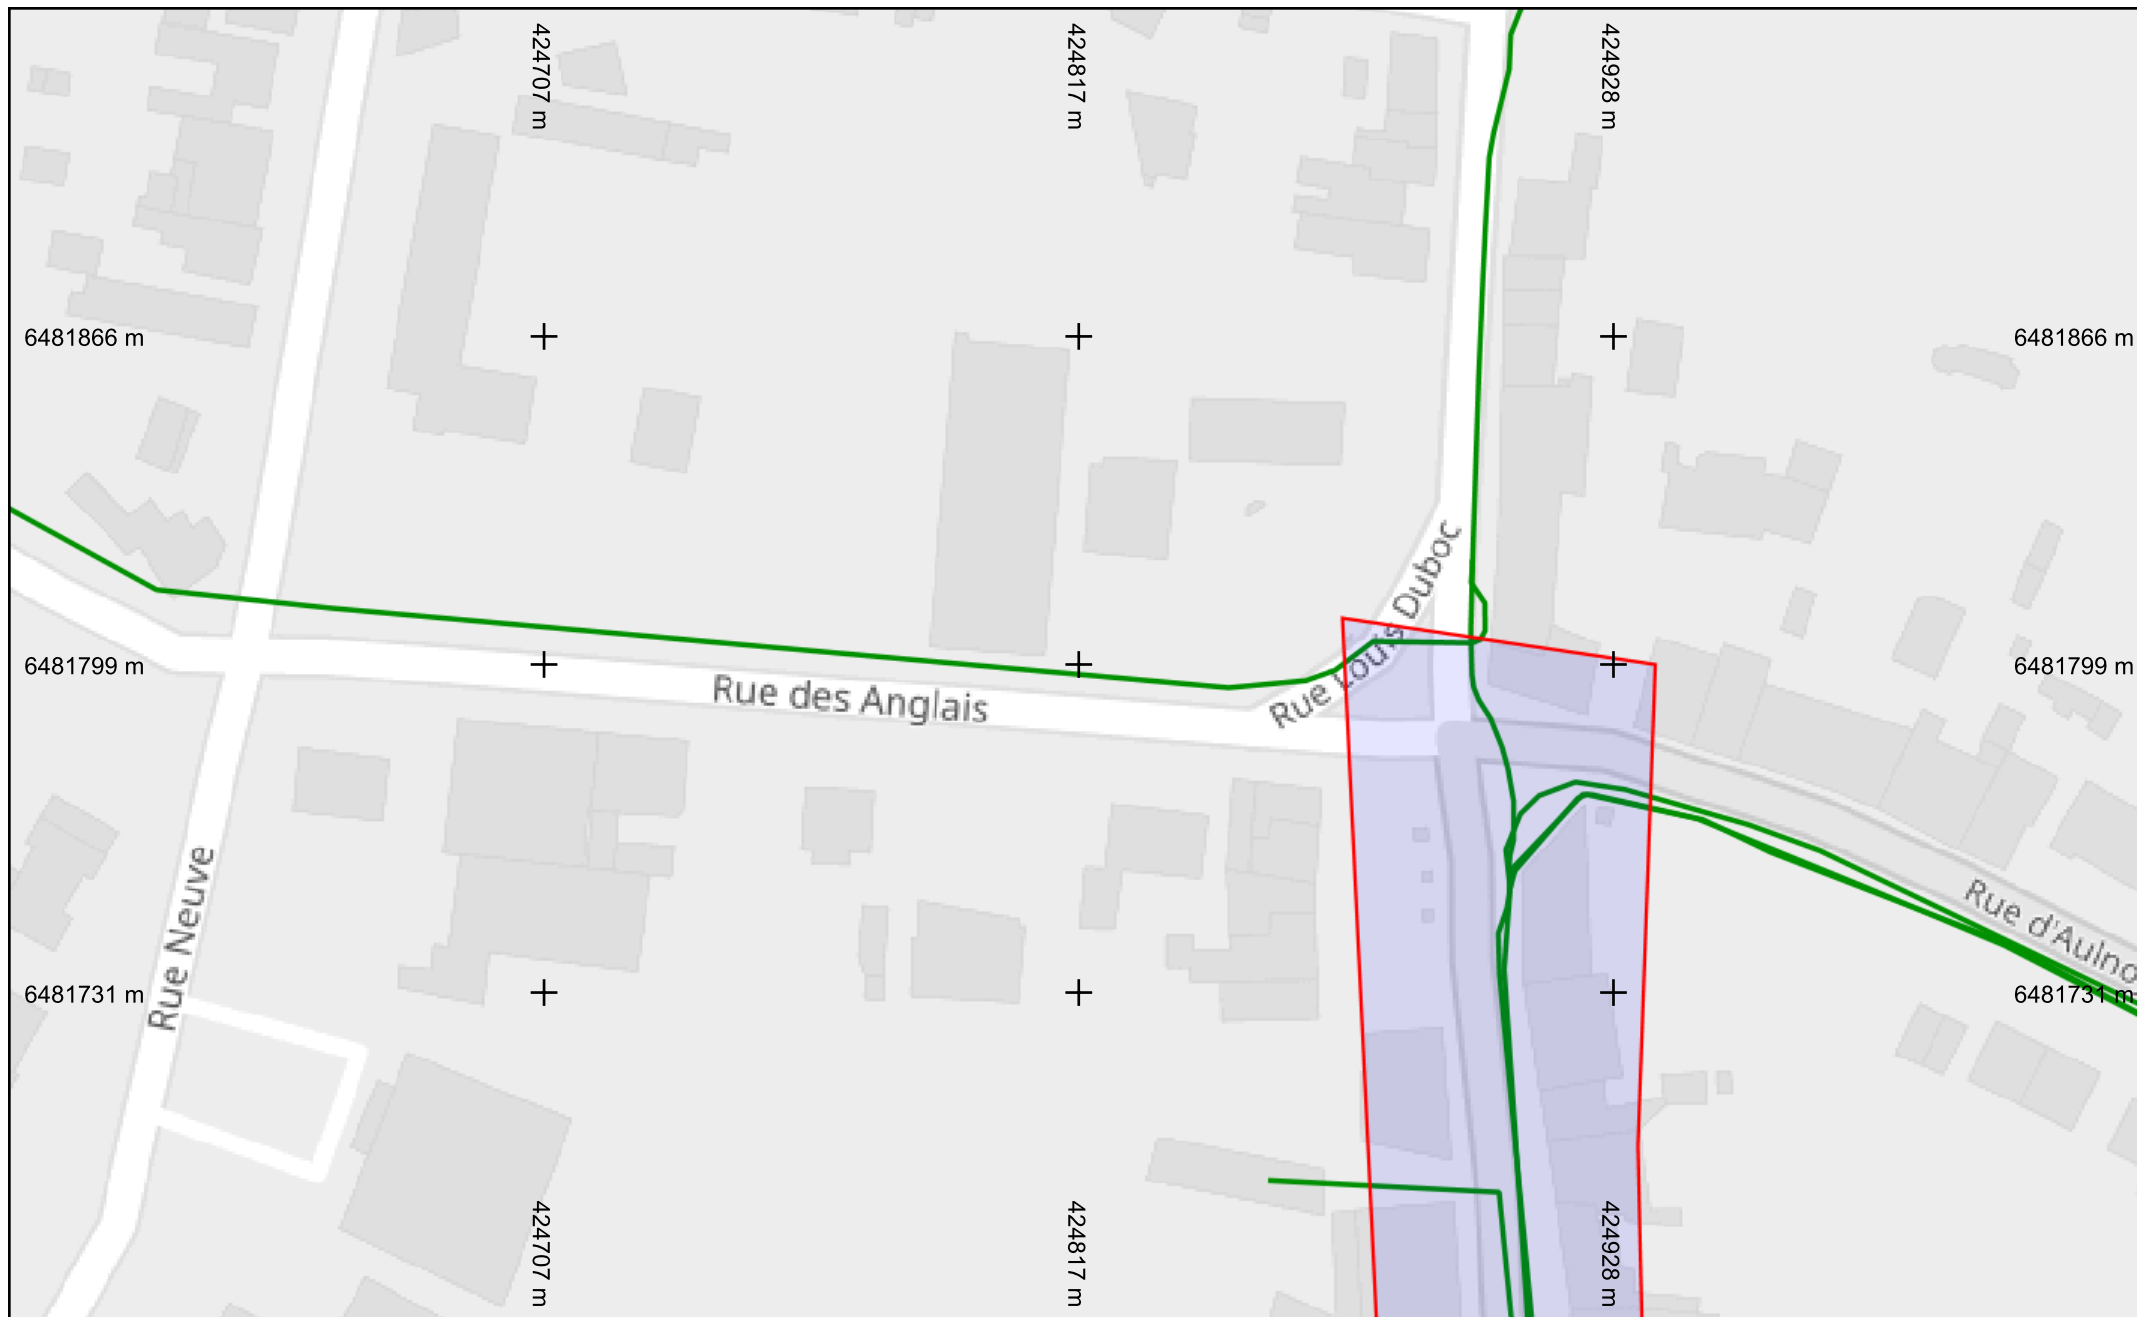 424707 m
424817 m
424928 m
6481866 m
6481866 m
Rue Louis Duboc
6481799 m
6481799 m
Rue des Anglais
Rue Neuve
Rue d'Aulno
6481731 m
6481731 m
424707 m
424817 m
424928 m